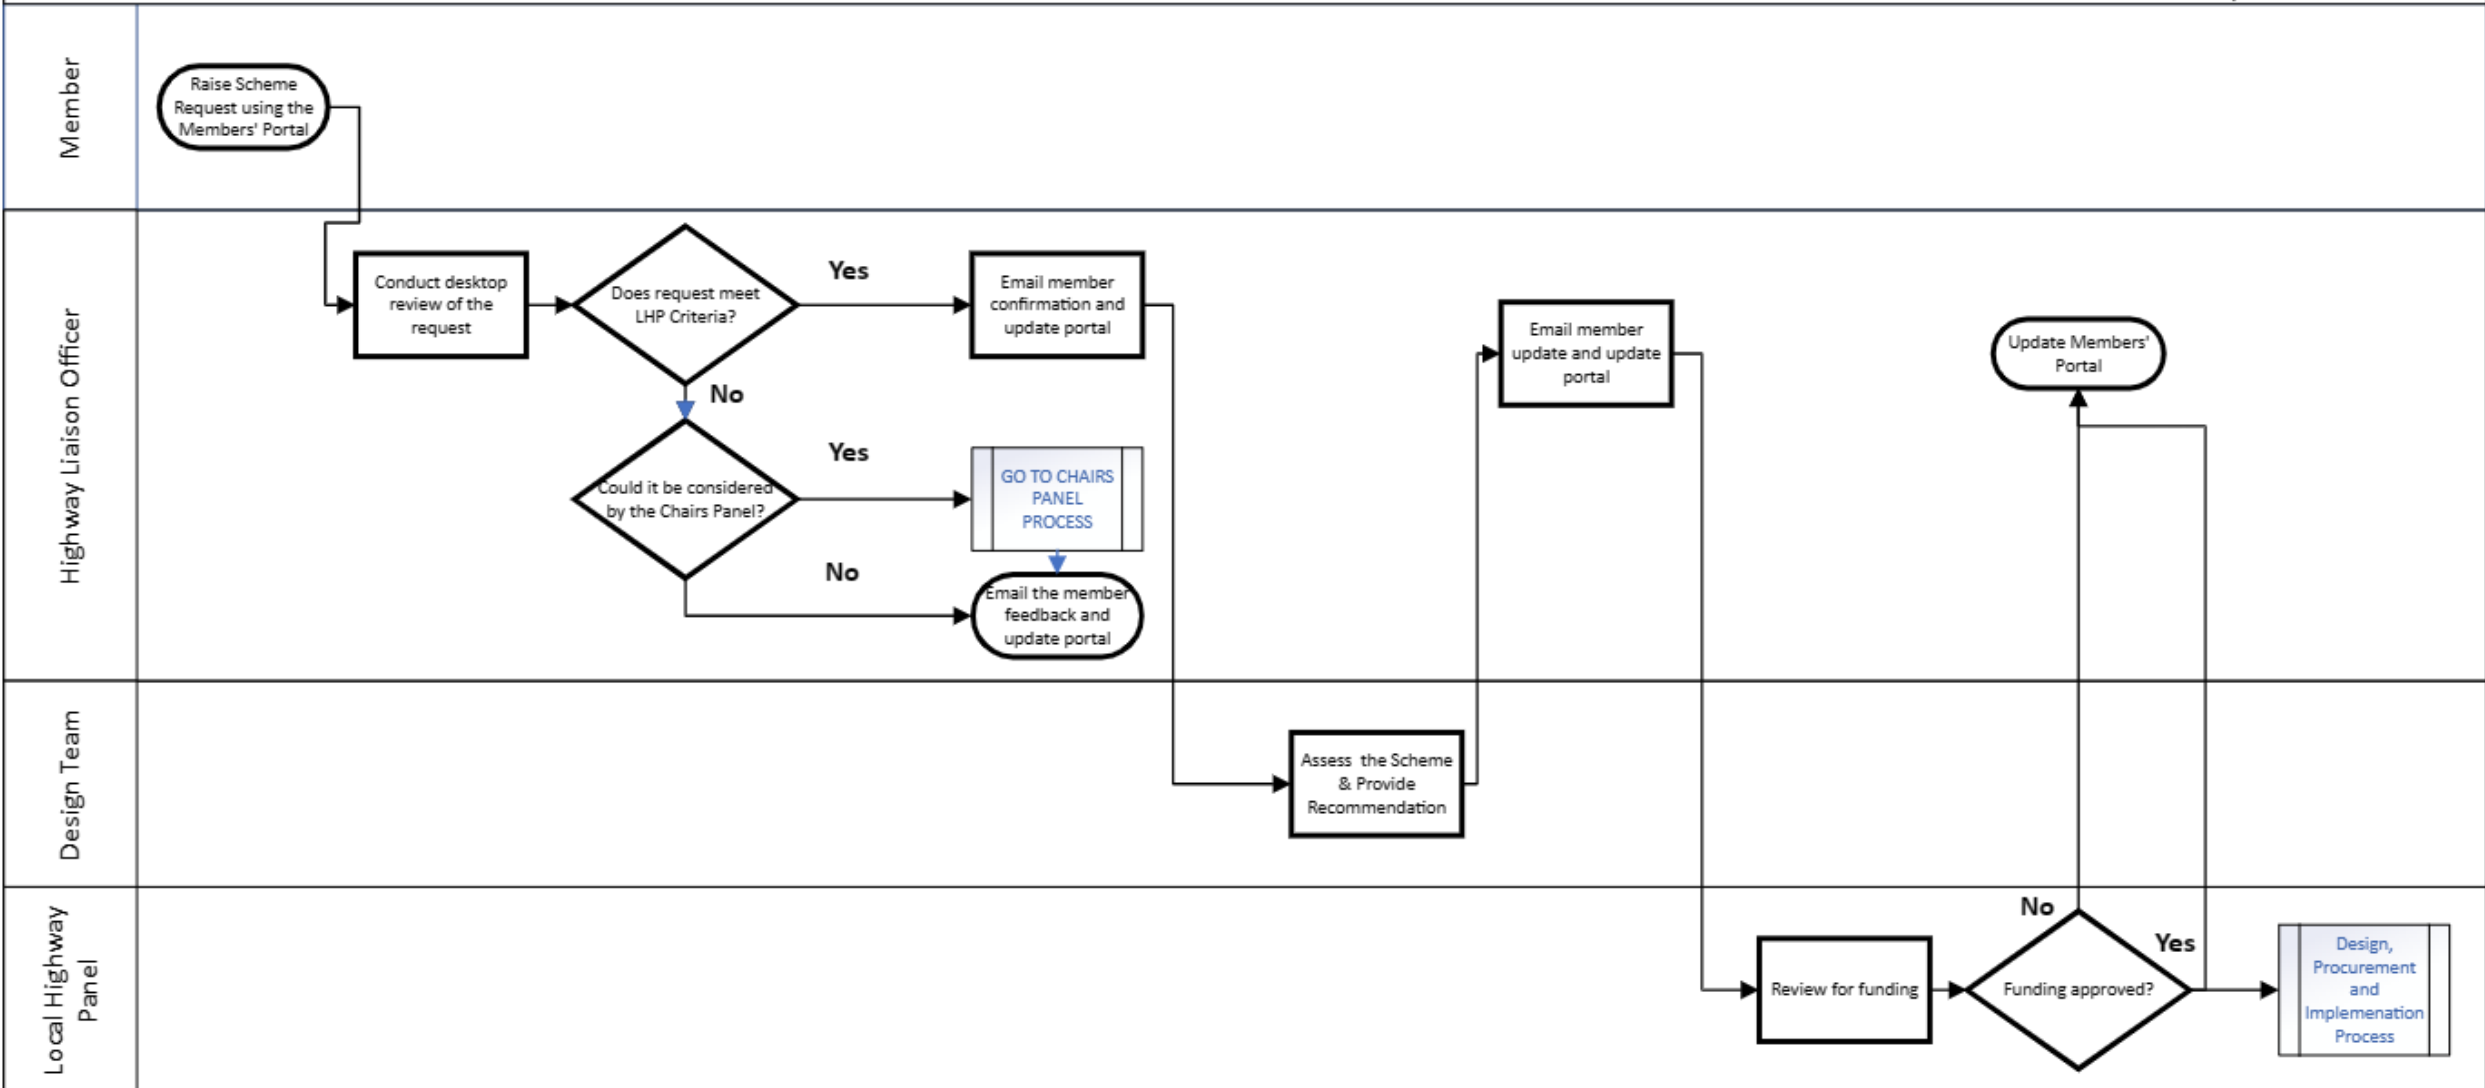 Member
Raise Scheme
Request using the
Members' Portal
Highway Liaison Officer
Conduct desktop
review of the
request
Does request meet
LHP Criteria?
Yes
Email member
confirmation and
update portal
No
Could it be considered
by the Chairs Panel?
Yes
GO TO CHAIRS
PANEL
PROCESS
No
Email the member
feedback and
update portal
Email member
update and update
portal
Update Members'
Portal
Design Team
Assess the Scheme
& Provide
Recommendation
Local Highway
Panel
Review for funding
Funding approved?
No
Yes
Design,
Procurement
and
Implemenation
Process